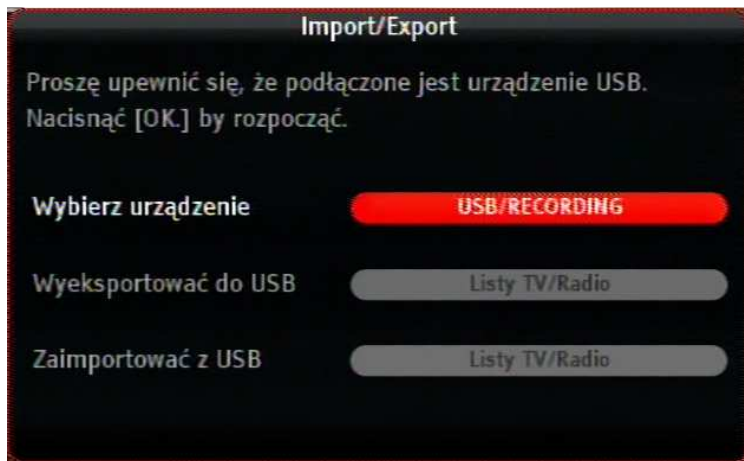 Import/Export
Proszę upewnić się, że podłączone jest urządzenie USB.
Nacisnąć [OK.] by rozpocząć.
Wybierz urządzenie USB/RECORDING
Wyeksportować do USB Listy TV/Radio
Zaimportować z USB Listy TV/Radio